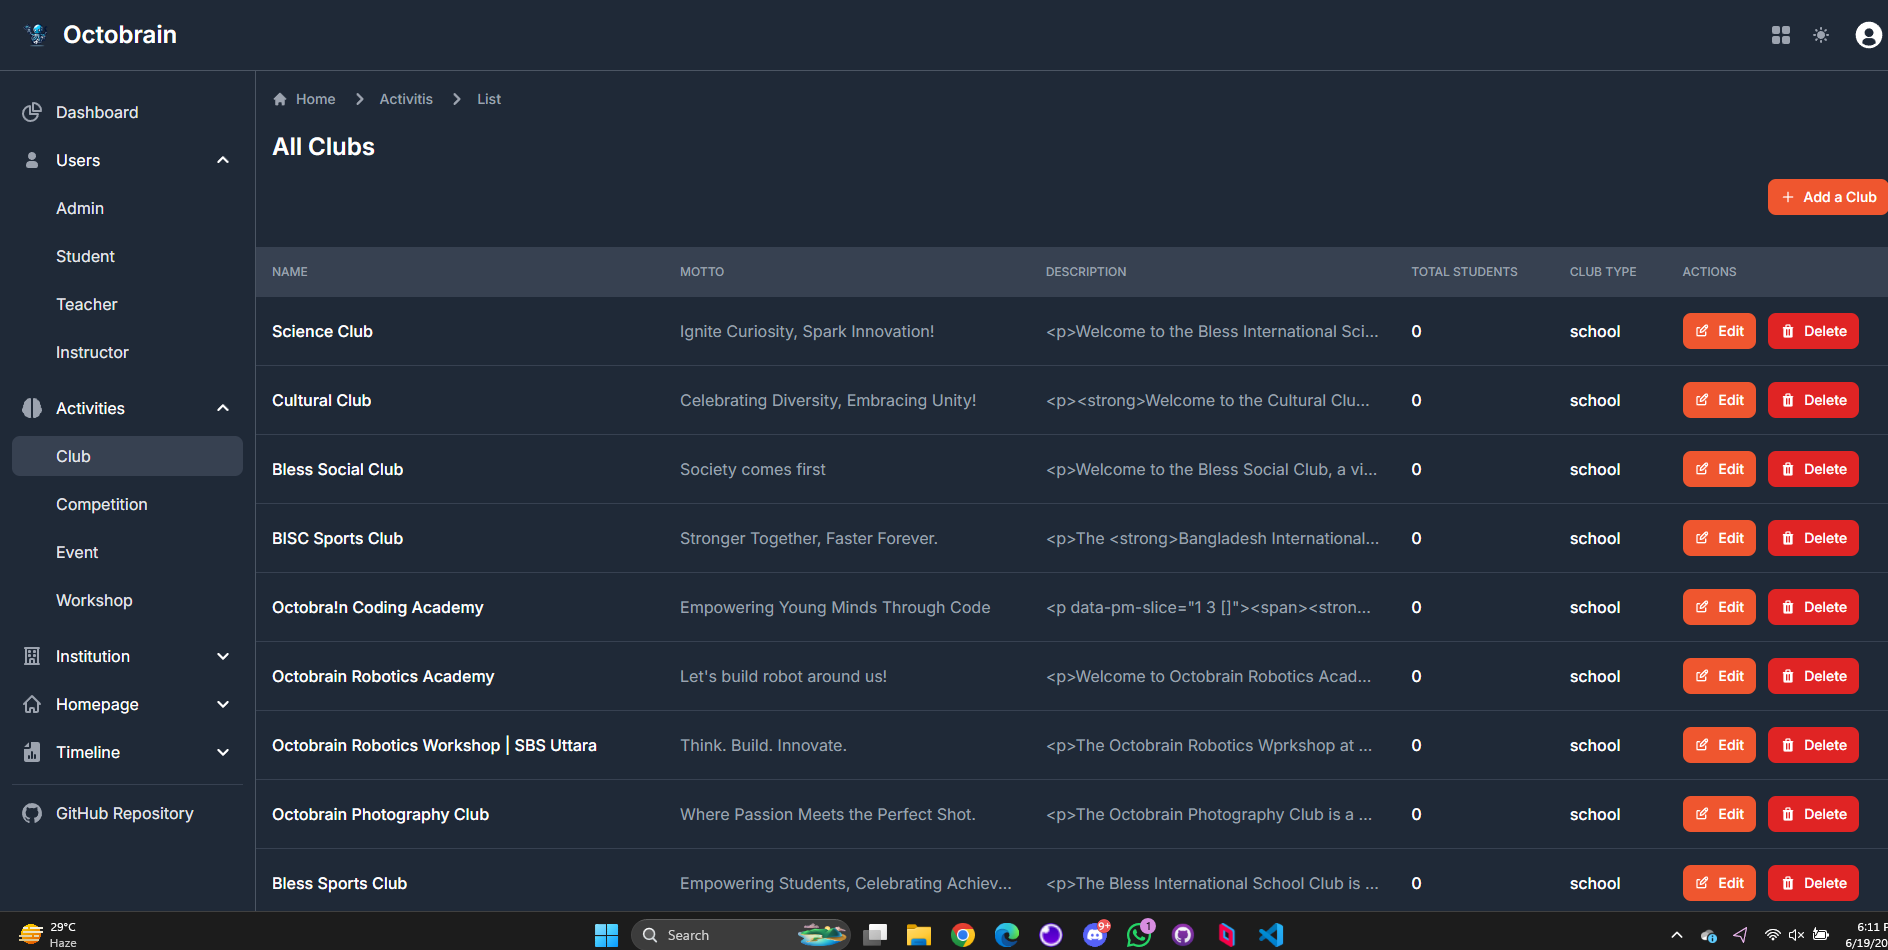 Octobrain
Dashboard
Users
Admin
Student
Teacher
Instructor
Activities
Club
Competition
Event
Workshop
Institution
Homepage
Timeline
GitHub Repository
Home > Activitis > List
All Clubs
+ Add a Club
NAME MOTTO DESCRIPTION TOTAL STUDENTS CLUB TYPE ACTIONS
Science Club Ignite Curiosity, Spark Innovation! <p>Welcome to the Bless International Sci... 0 school Edit Delete
Cultural Club Celebrating Diversity, Embracing Unity! <p><strong>Welcome to the Cultural Clu... 0 school Edit Delete
Bless Social Club Society comes first <p>Welcome to the Bless Social Club, a vi... 0 school Edit Delete
BISC Sports Club Stronger Together, Faster Forever. <p>The <strong>Bangladesh International... 0 school Edit Delete
Octobra!n Coding Academy Empowering Young Minds Through Code <p data-pm-slice="1 3 []"><span><stron... 0 school Edit Delete
Octobrain Robotics Academy Let's build robot around us! <p>Welcome to Octobrain Robotics Acad... 0 school Edit Delete
Octobrain Robotics Workshop | SBS Uttara Think. Build. Innovate. <p>The Octobrain Robotics Wprkshop at ... 0 school Edit Delete
Octobrain Photography Club Where Passion Meets the Perfect Shot. <p>The Octobrain Photography Club is a ... 0 school Edit Delete
Bless Sports Club Empowering Students, Celebrating Achiev... <p>The Bless International School Club is ... 0 school Edit Delete
29°C
Haze
Search
9+
1
6:11 P
6/19/20